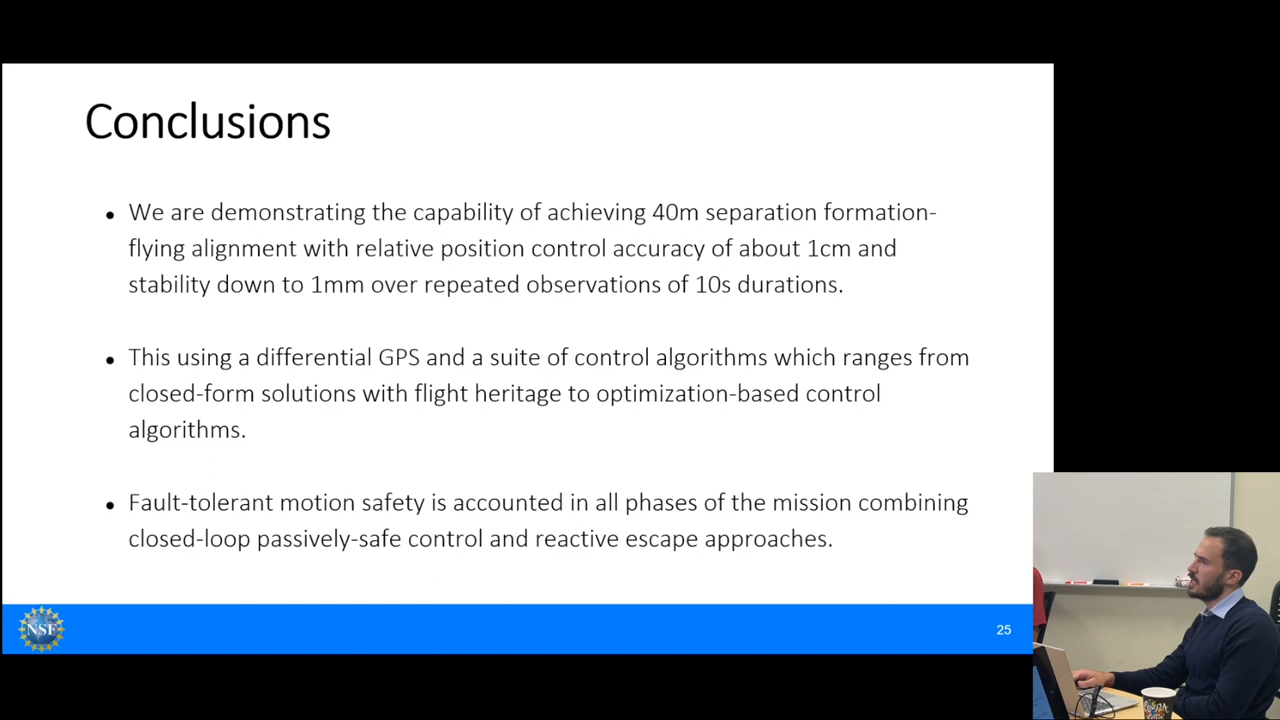 Conclusions
We are demonstrating the capability of achieving 40m separation formation-
flying alignment with relative position control accuracy of about 1cm and
stability down to 1mm over repeated observations of 10s durations.
This using a differential GPS and a suite of control algorithms which ranges from
closed-form solutions with flight heritage to optimization-based control
algorithms.
Fault-tolerant motion safety is accounted in all phases of the mission combining
closed-loop passively-safe control and reactive escape approaches.
NSF
25